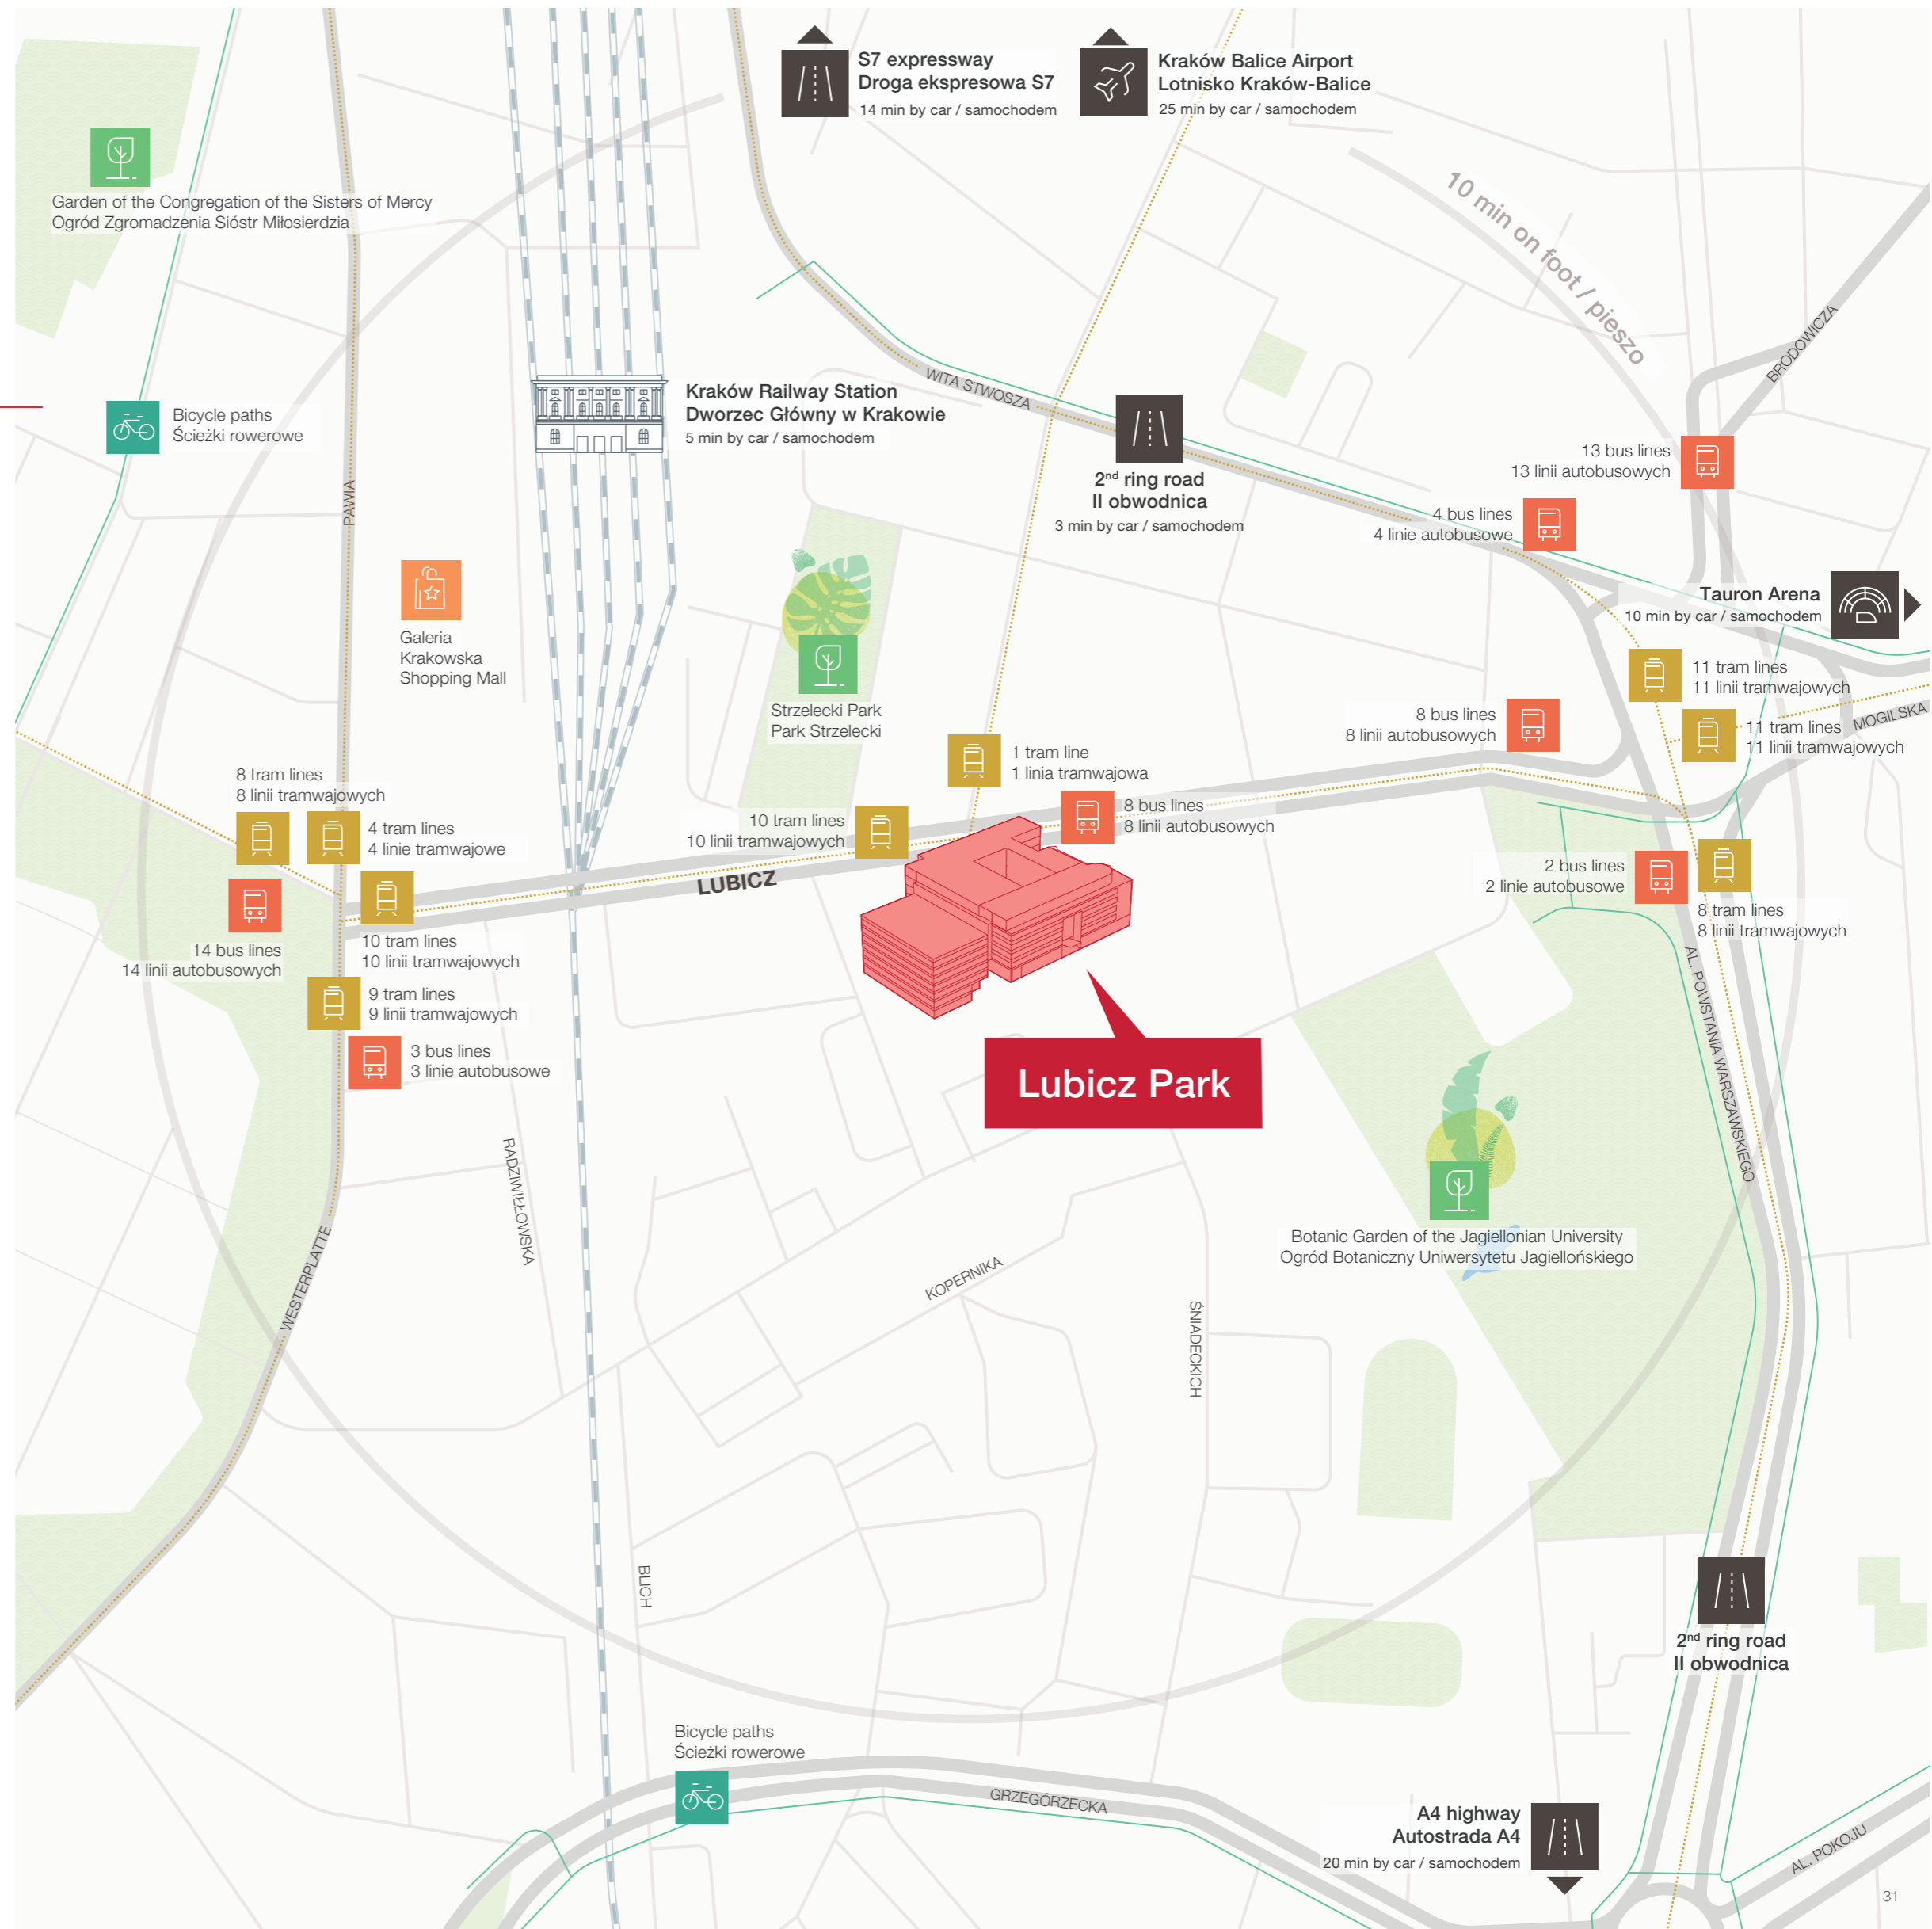 S7 expressway
Droga ekspresowa S7
14 min by car / samochodem
Kraków Balice Airport
Lotnisko Kraków-Balice
25 min by car / samochodem
10 min on foot / pieszo
Garden of the Congregation of the Sisters of Mercy
Ogród Zgromadzenia Sióstr Miłosierdzia
BRODOWICZA
WITA STWOSZA
Kraków Railway Station
Dworzec Główny w Krakowie
5 min by car / samochodem
Bicycle paths
Ścieżki rowerowe
PAWIA
2nd ring road
II obwodnica
3 min by car / samochodem
13 bus lines
13 linii autobusowych
4 bus lines
4 linie autobusowe
Tauron Arena
10 min by car / samochodem
Galeria
Krakowska
Shopping Mall
Strzelecki Park
Park Strzelecki
11 tram lines
11 linii tramwajowych
MOGILSKA
11 tram lines
11 linii tramwajowych
8 bus lines
8 linii autobusowych
1 tram line
1 linia tramwajowa
8 tram lines
8 linii tramwajowych
4 tram lines
4 linie tramwajowe
10 tram lines
10 linii tramwajowych
8 bus lines
8 linii autobusowych
LUBICZ
2 bus lines
2 linie autobusowe
8 tram lines
8 linii tramwajowych
14 bus lines
14 linii autobusowych
10 tram lines
10 linii tramwajowych
9 tram lines
9 linii tramwajowych
3 bus lines
3 linie autobusowe
AL. POWSTANIA WARSZAWSKIEGO
Lubicz Park
RADZIWIŁŁOWSKA
WESTERPLATTE
KOPERNIKA
ŚNIADECKICH
Botanic Garden of the Jagiellonian University
Ogród Botaniczny Uniwersytetu Jagiellońskiego
BLICH
2nd ring road
II obwodnica
Bicycle paths
Ścieżki rowerowe
GRZEGÓRZECKA
A4 highway
Autostrada A4
20 min by car / samochodem
AL. POKOJU
31